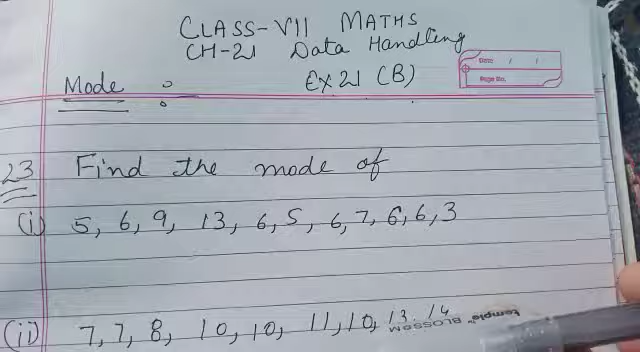 CLASS-VII MATHS
CH-21 Data Handling
Mode : Ex 21 (B)
Date / /
Page No.
23 Find the mode of
(i) 5, 6, 9, 13, 6, 5, 6, 7, 6, 6, 3
(ii) 7, 7, 8, 10, 10, 11, 10, 13, 14
temple BLOSSOM